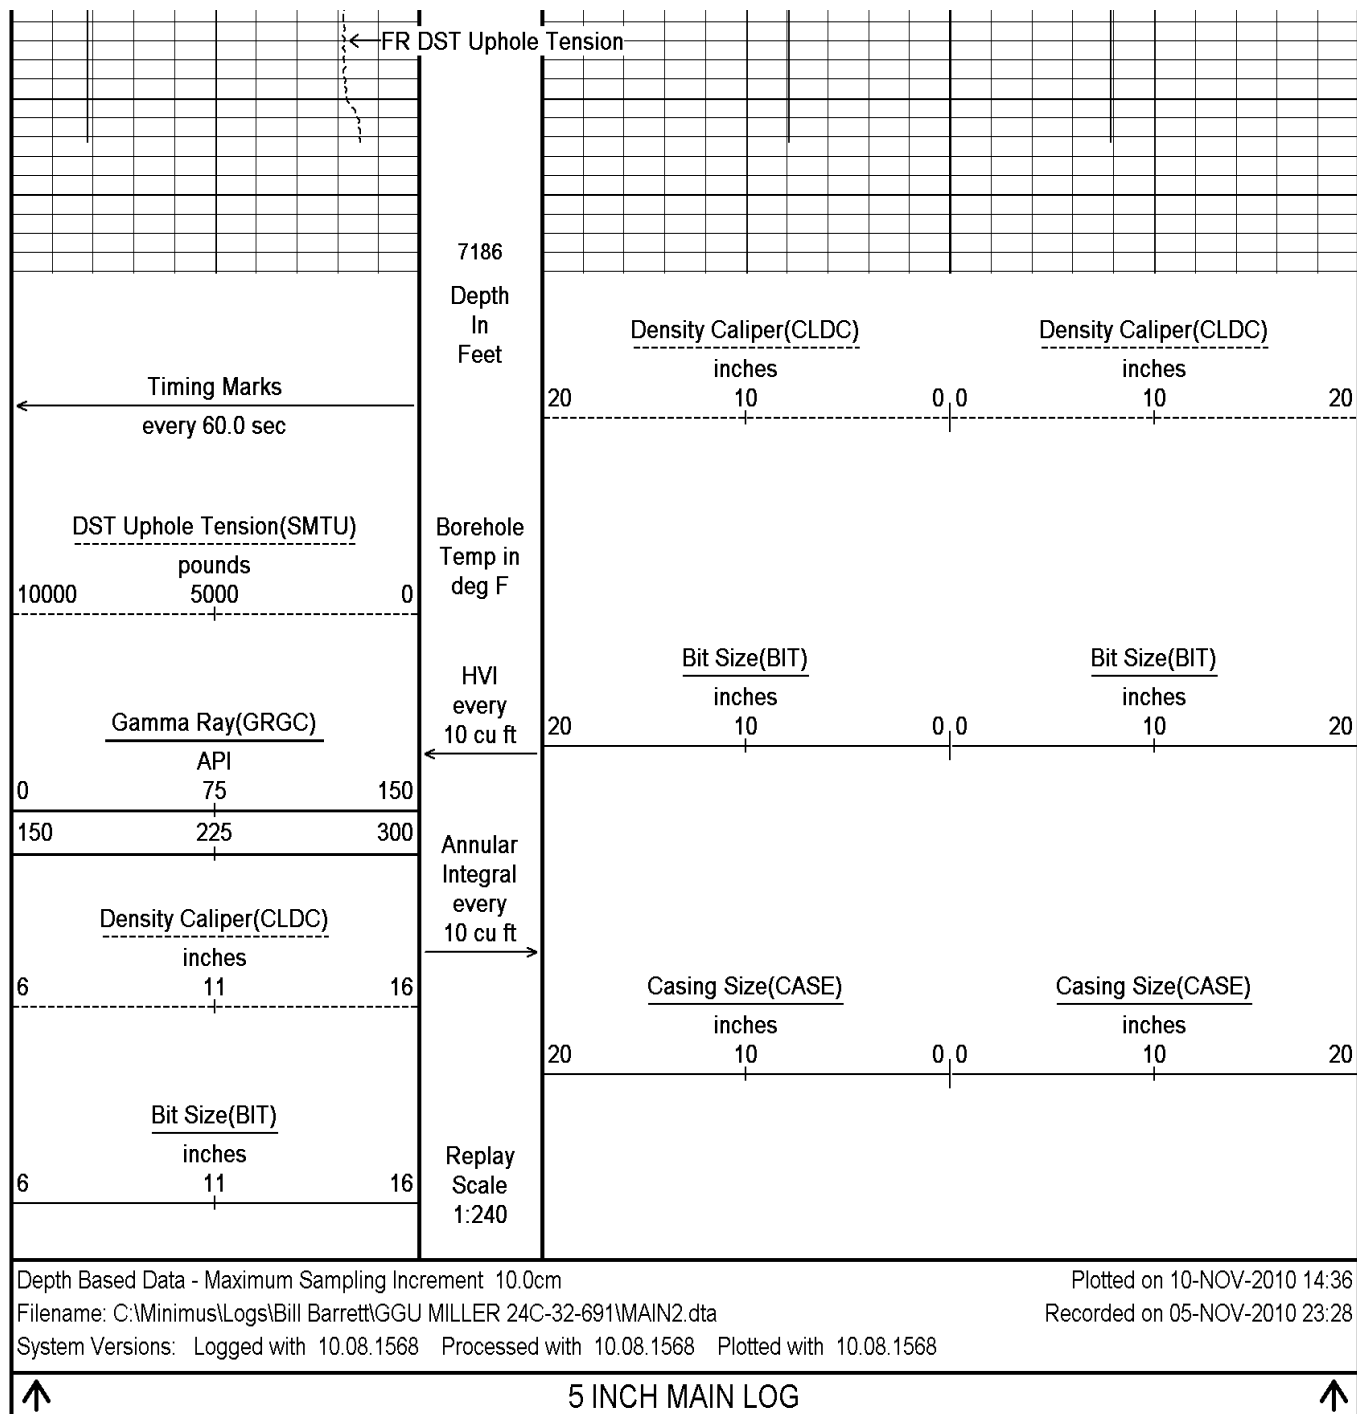 FR DST Uphole Tension
7186
Depth
In
Feet
Timing Marks
every 60.0 sec
DST Uphole Tension(SMTU)
pounds
10000 5000 0
Gamma Ray(GRGC)
API
0 75 150
150 225 300
Density Caliper(CLDC)
inches
6 11 16
Bit Size(BIT)
inches
6 11 16
Borehole
Temp in
deg F
HVI
every
10 cu ft
Annular
Integral
every
10 cu ft
Replay
Scale
1:240
Density Caliper(CLDC) Density Caliper(CLDC)
inches inches
20 10 0 0 10 20
Bit Size(BIT) Bit Size(BIT)
inches inches
20 10 0 0 10 20
Casing Size(CASE) Casing Size(CASE)
inches inches
20 10 0 0 10 20
Depth Based Data - Maximum Sampling Increment 10.0cm Plotted on 10-NOV-2010 14:36
Filename: C:\Minimus\Logs\Bill Barrett\GGU MILLER 24C-32-691\MAIN2.dta Recorded on 05-NOV-2010 23:28
System Versions: Logged with 10.08.1568 Processed with 10.08.1568 Plotted with 10.08.1568
5 INCH MAIN LOG